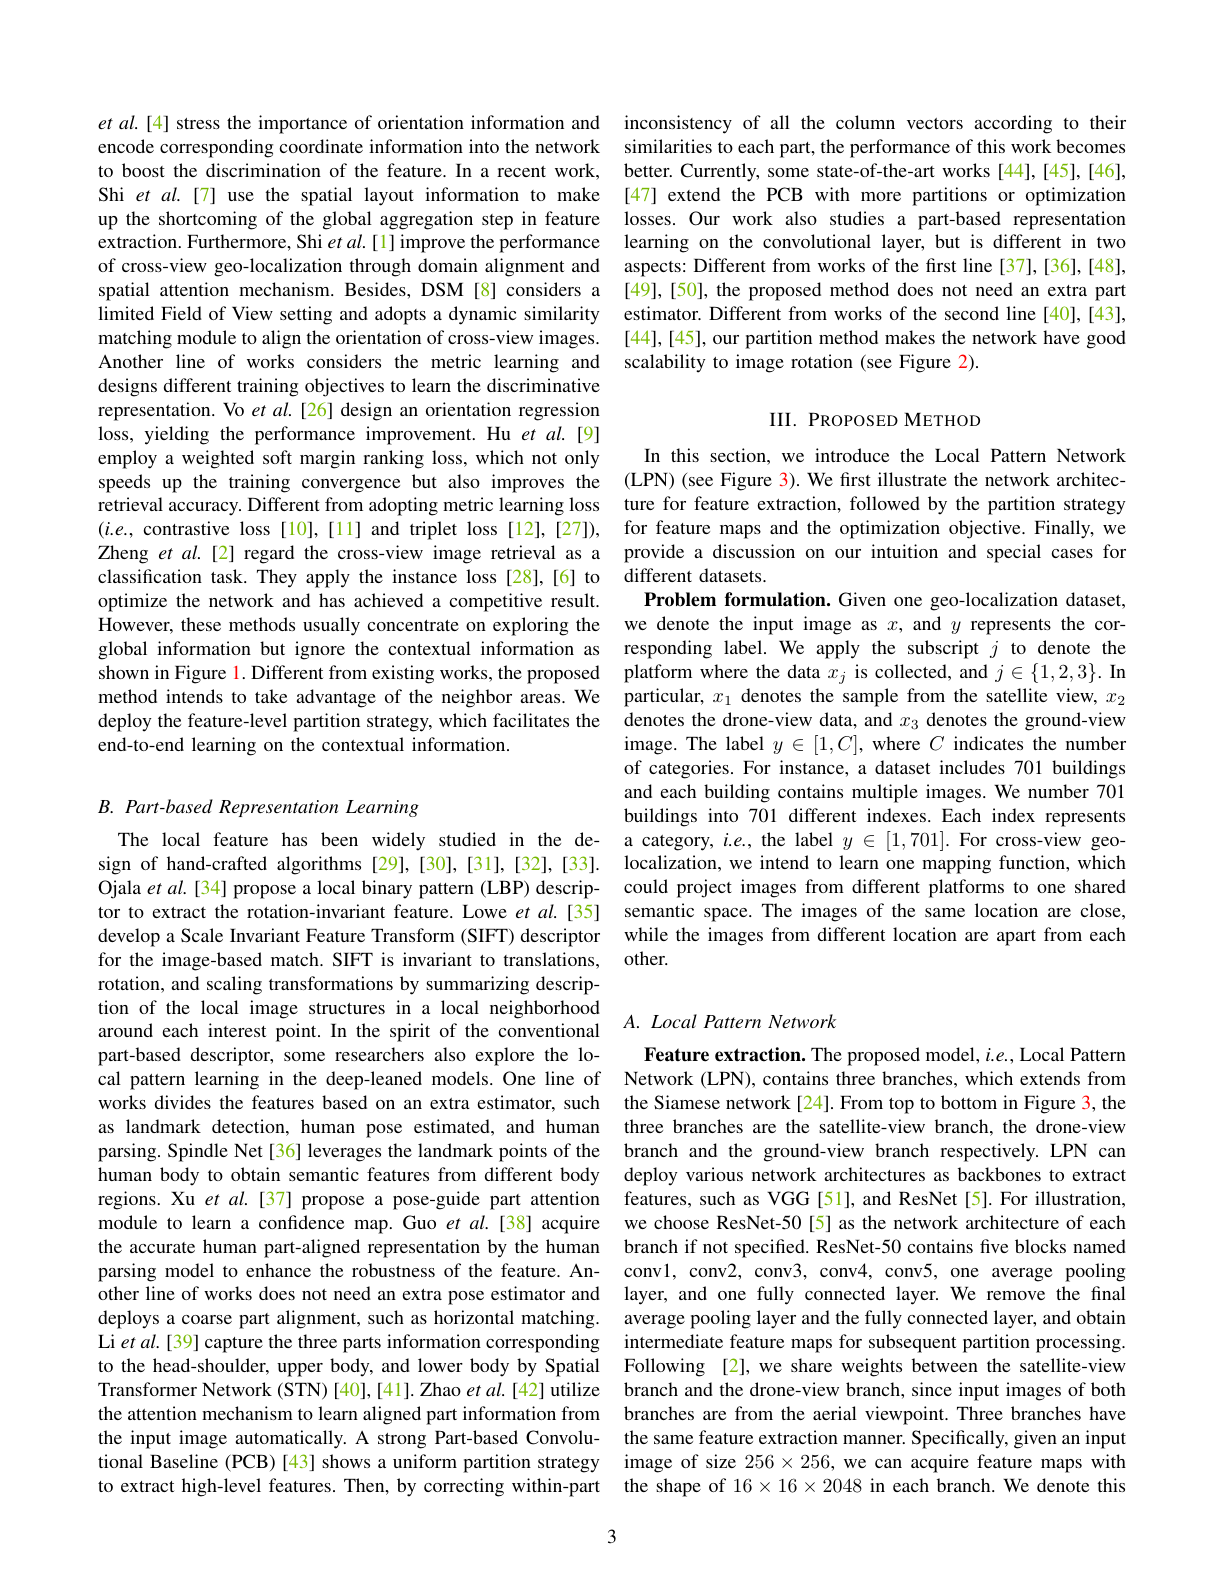 et al. [4] stress the importance of orientation information and
encode corresponding coordinate information into the network
to boost the discrimination of the feature. In a recent work,
Shi et al. [7] use the spatial layout information to make
up the shortcoming of the global aggregation step in feature
extraction. Furthermore, Shi et al. [1] improve the performance
of cross-view geo-localization through domain alignment and
spatial attention mechanism. Besides, DSM [8] considers a
limited Field of View setting and adopts a dynamic similarity
matching module to align the orientation of cross-view images.
Another line of works considers the metric learning and
designs different training objectives to learn the discriminative
representation. Vo et al. [26] design an orientation regression
loss, yielding the performance improvement. Hu et al. [9]
employ a weighted soft margin ranking loss, which not only
speeds up the training convergence but also improves the
retrieval accuracy. Different from adopting metric learning loss
(i.e., contrastive loss [10], [11] and triplet loss [12], [27]),
Zheng et al. [2] regard the cross-view image retrieval as a
classification task. They apply the instance loss [28], [6] to
optimize the network and has achieved a competitive result.
However, these methods usually concentrate on exploring the
global information but ignore the contextual information as
shown in Figure 1. Different from existing works, the proposed
method intends to take advantage of the neighbor areas. We
deploy the feature-level partition strategy, which facilitates the
end-to-end learning on the contextual information.
B. Part-based Representation Learning
The local feature has been widely studied in the de-
sign of hand-crafted algorithms [29], [30], [31], [32], [33].
Ojala et al. [34] propose a local binary pattern (LBP) descrip-
tor to extract the rotation-invariant feature. Lowe et al. [35]
develop a Scale Invariant Feature Transform (SIFT) descriptor
for the image-based match. SIFT is invariant to translations,
rotation, and scaling transformations by summarizing descrip-
tion of the local image structures in a local neighborhood
around each interest point. In the spirit of the conventional
part-based descriptor, some researchers also explore the lo-
cal pattern learning in the deep-leaned models. One line of
works divides the features based on an extra estimator, such
as landmark detection, human pose estimated, and human
parsing. Spindle Net [36] leverages the landmark points of the
human body to obtain semantic features from different body
regions. Xu et al. [37] propose a pose-guide part attention
module to learn a confidence map. Guo et al. [38] acquire
the accurate human part-aligned representation by the human
parsing model to enhance the robustness of the feature. An-
other line of works does not need an extra pose estimator and
deploys a coarse part alignment, such as horizontal matching.
Li et al. [39] capture the three parts information corresponding
to the head-shoulder, upper body, and lower body by Spatial
Transformer Network (STN) [40], [41]. Zhao et al. [42] utilize
the attention mechanism to learn aligned part information from
the input image automatically. A strong Part-based Convolu-
tional Baseline (PCB) [43] shows a uniform partition strategy
to extract high-level features. Then, by correcting within-part
inconsistency of all the column vectors according to their
similarities to each part, the performance of this work becomes
better. Currently, some state-of-the-art works [44], [45], [46],
[47] extend the PCB with more partitions or optimization
losses. Our work also studies a part-based representation
learning on the convolutional layer, but is different in two
aspects: Different from works of the first line [37], [36], [48],
[49], [50], the proposed method does not need an extra part
estimator. Different from works of the second line [40], [43],
[44], [45], our partition method makes the network have good
scalability to image rotation (see Figure 2).
III. PROPOSED METHOD
In this section, we introduce the Local Pattern Network
(LPN) (see Figure 3). We first illustrate the network architec-
ture for feature extraction, followed by the partition strategy
for feature maps and the optimization objective. Finally, we
provide a discussion on our intuition and special cases for
different datasets.
Problem formulation. Given one geo-localization dataset,
we denote the input image as x, and y represents the cor-
responding label. We apply the subscript j to denote the
platform where the data x_j is collected, and j ∈ {1, 2, 3}. In
particular, x₁ denotes the sample from the satellite view, x₂
denotes the drone-view data, and x₃ denotes the ground-view
image. The label y ∈ [1, C], where C indicates the number
of categories. For instance, a dataset includes 701 buildings
and each building contains multiple images. We number 701
buildings into 701 different indexes. Each index represents
a category, i.e., the label y ∈ [1, 701]. For cross-view geo-
localization, we intend to learn one mapping function, which
could project images from different platforms to one shared
semantic space. The images of the same location are close,
while the images from different location are apart from each
other.
A. Local Pattern Network
Feature extraction. The proposed model, i.e., Local Pattern
Network (LPN), contains three branches, which extends from
the Siamese network [24]. From top to bottom in Figure 3, the
three branches are the satellite-view branch, the drone-view
branch and the ground-view branch respectively. LPN can
deploy various network architectures as backbones to extract
features, such as VGG [51], and ResNet [5]. For illustration,
we choose ResNet-50 [5] as the network architecture of each
branch if not specified. ResNet-50 contains five blocks named
conv1, conv2, conv3, conv4, conv5, one average pooling
layer, and one fully connected layer. We remove the final
average pooling layer and the fully connected layer, and obtain
intermediate feature maps for subsequent partition processing.
Following [2], we share weights between the satellite-view
branch and the drone-view branch, since input images of both
branches are from the aerial viewpoint. Three branches have
the same feature extraction manner. Specifically, given an input
image of size 256 × 256, we can acquire feature maps with
the shape of 16 × 16 × 2048 in each branch. We denote this
3